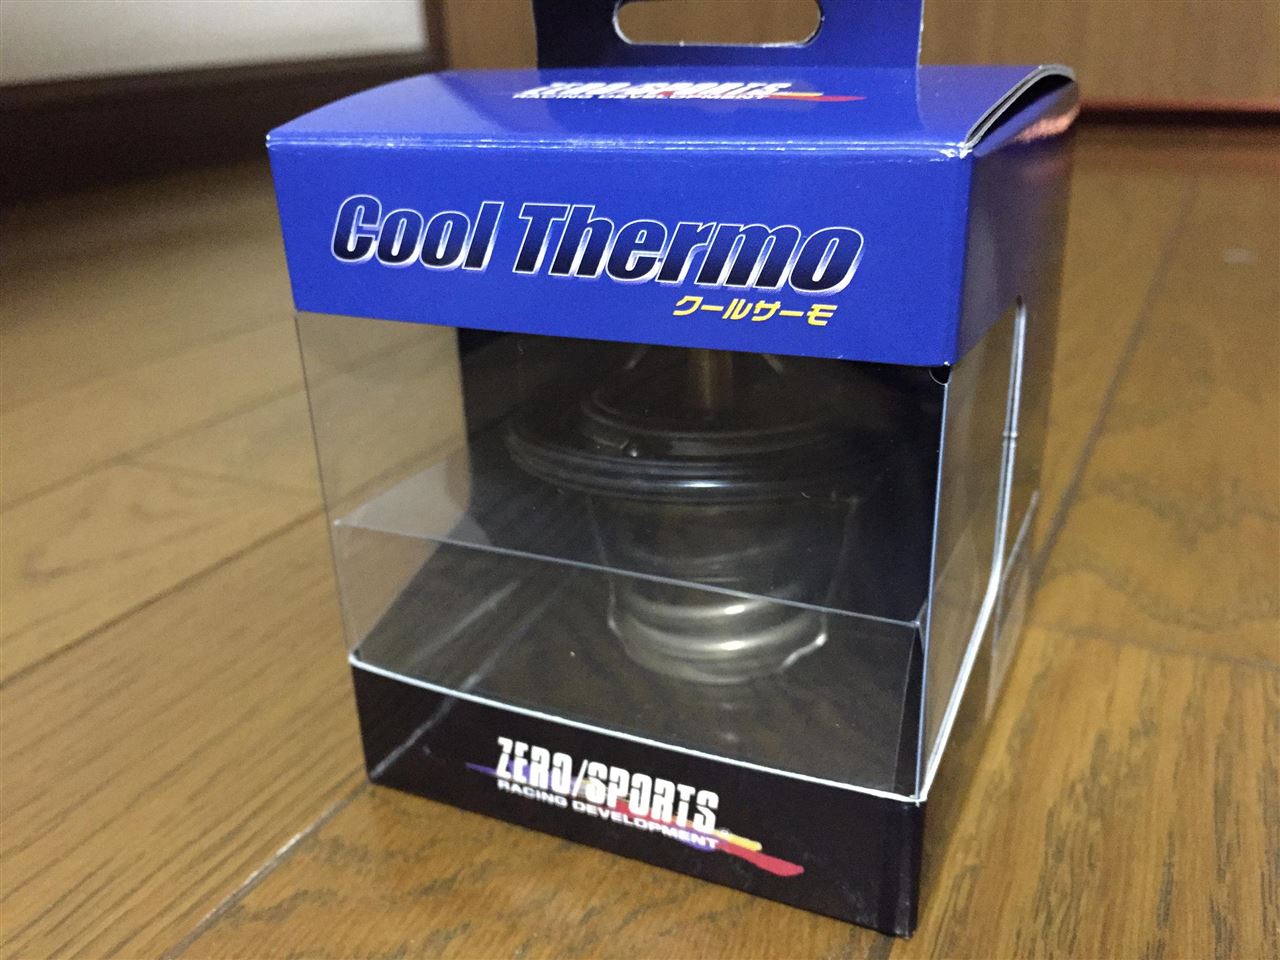 ZERO/SPORTS
RACING DEVELOPMENT
Cool Thermo
クールサーモ
ZERO/SPORTS®
RACING DEVELOPMENT